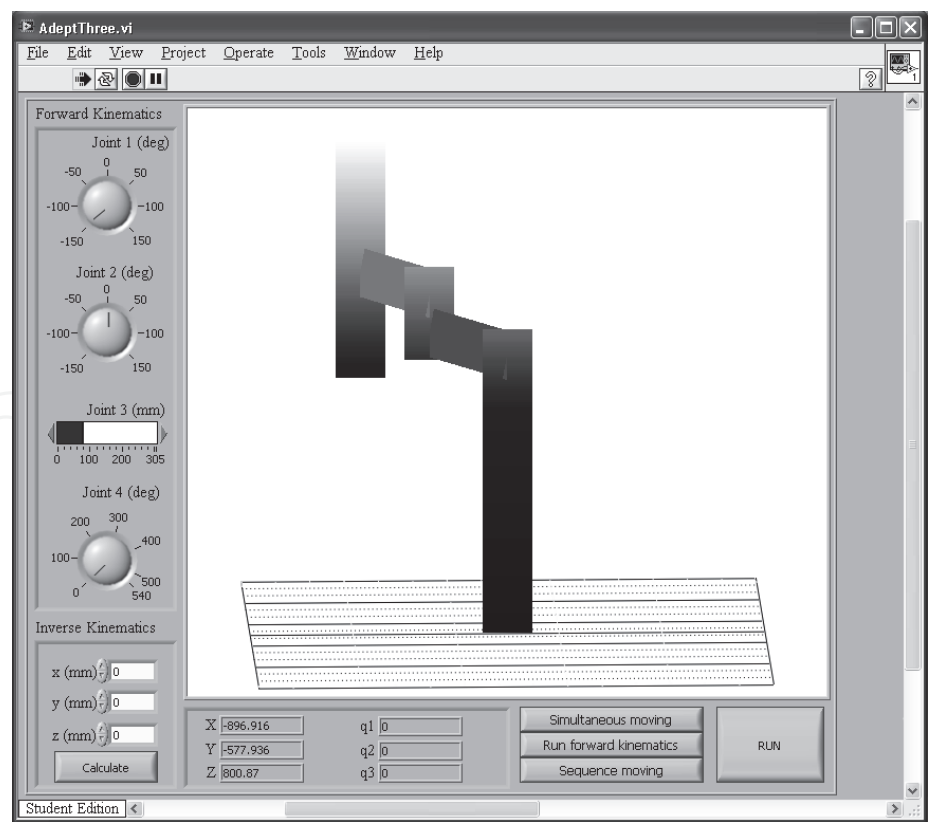 AdeptThree.vi
File Edit View Project Operate Tools Window Help
?
1
Forward Kinematics
Joint 1 (deg)
0
-50 50
-100 -100
-150 150
Joint 2 (deg)
0
-50 50
-100 -100
-150 150
Joint 3 (mm)
0 100 200 305
Joint 4 (deg)
200 300
400
100
500
0 540
Inverse Kinematics
x (mm) 0
y (mm) 0
z (mm) 0
Calculate
X -896.916 q1 0
Y -577.936 q2 0
Z 800.87 q3 0
Simultaneous moving
Run forward kinematics
Sequence moving
RUN
Student Edition